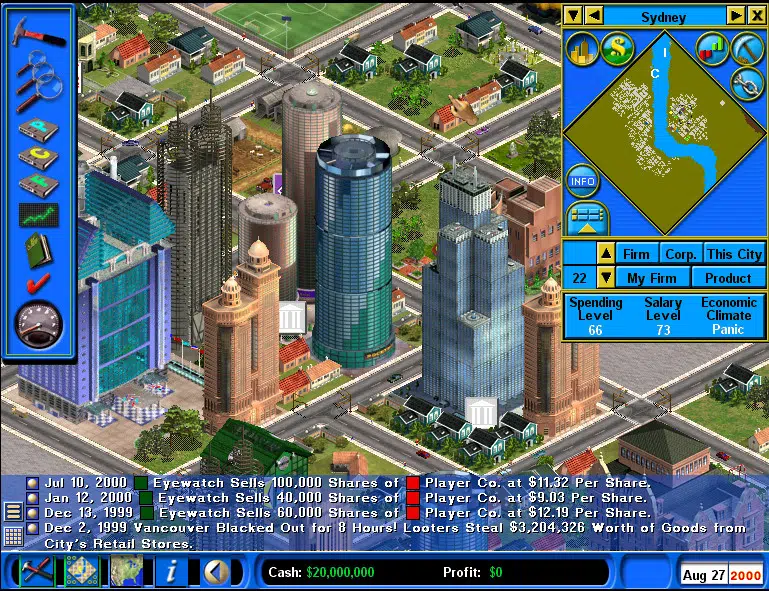 Sydney
I
C
INFO
Firm Corp. This City
22 My Firm Product
Spending Level Salary Level Economic Climate
66 73 Panic
Jul 10, 2000 Eyewatch Sells 100,000 Shares of Player Co. at $11.32 Per Share.
Jan 12, 2000 Eyewatch Sells 40,000 Shares of Player Co. at $9.03 Per Share.
Dec 13, 1999 Eyewatch Sells 60,000 Shares of Player Co. at $12.19 Per Share.
Dec 2, 1999 Vancouver Blacked Out for 8 Hours! Looters Steal $3,204,326 Worth of Goods from
City's Retail Stores.
Cash: $20,000,000 Profit: $0
Aug 27 2000